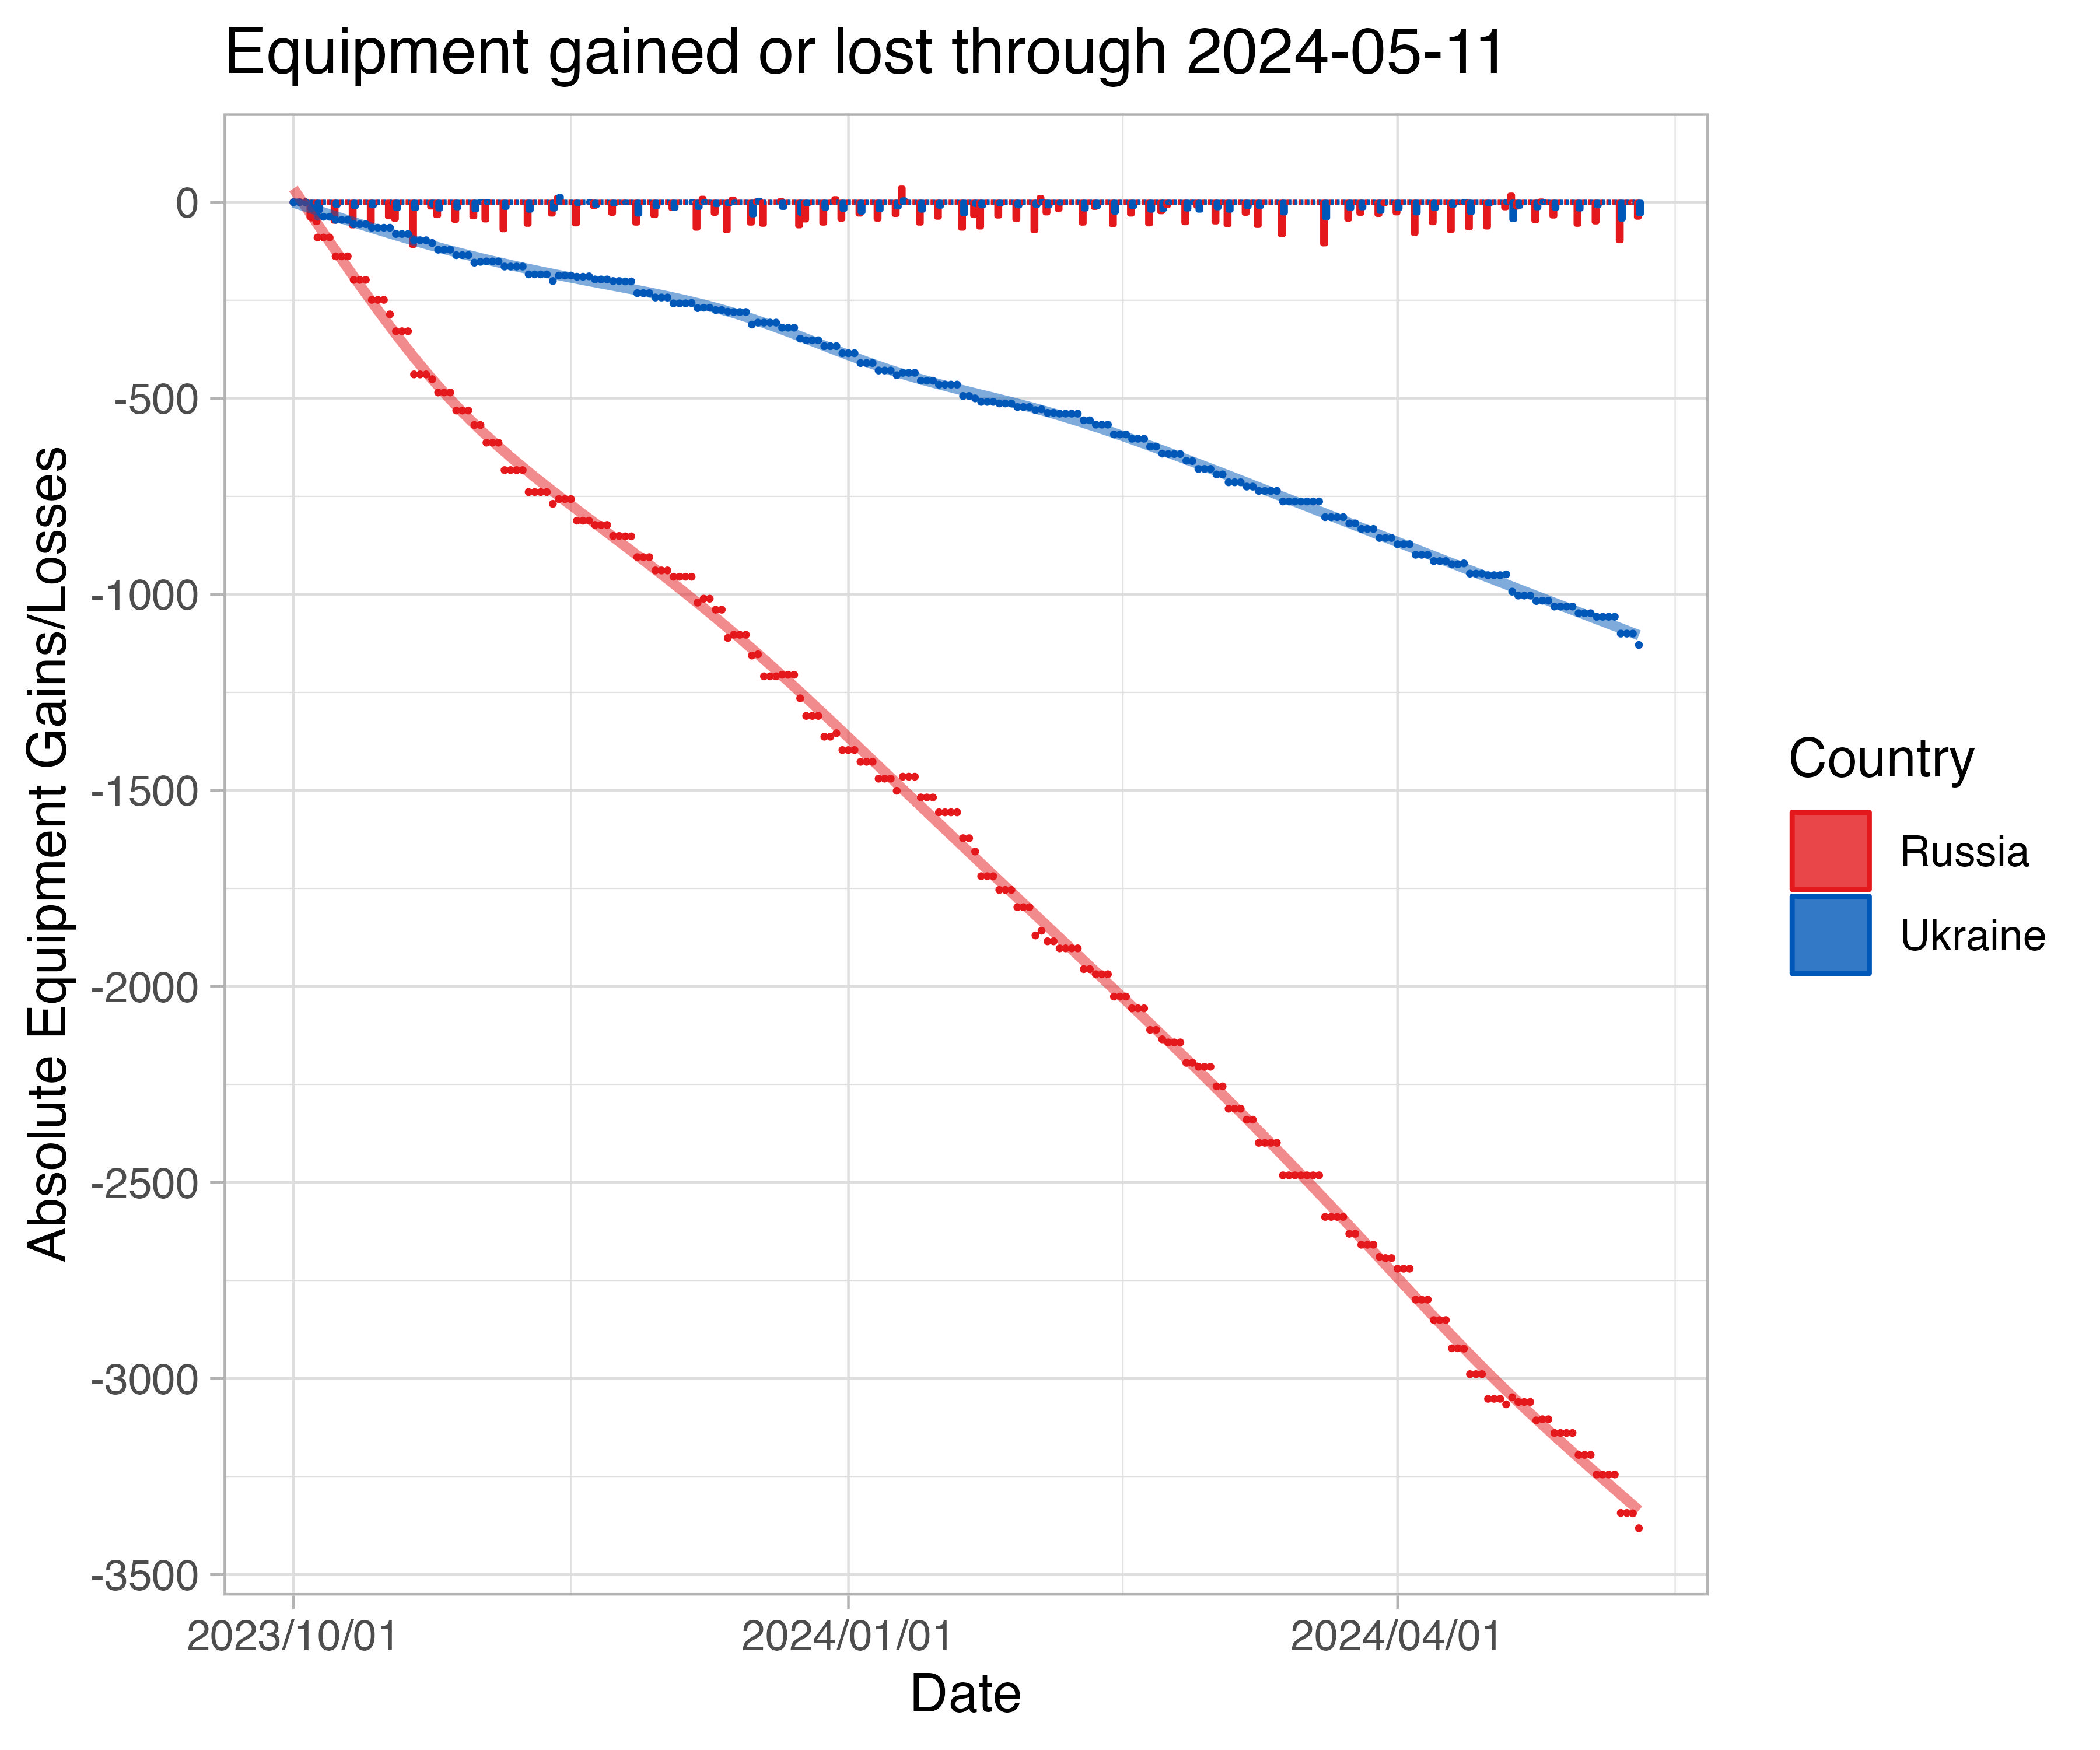 Equipment gained or lost through 2024-05-11
Absolute Equipment Gains/Losses
0
-500
-1000
-1500
-2000
-2500
-3000
-3500
2023/10/01
2024/01/01
2024/04/01
Date
Country
Russia
Ukraine